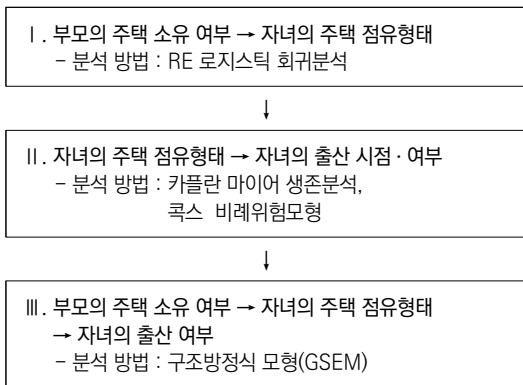 Ⅰ. 부모의 주택 소유 여부 → 자녀의 주택 점유형태
– 분석 방법 : RE 로지스틱 회귀분석
↓
Ⅱ. 자녀의 주택 점유형태 → 자녀의 출산 시점 · 여부
– 분석 방법 : 카플란 마이어 생존분석,
콕스 비례위험모형
↓
Ⅲ. 부모의 주택 소유 여부 → 자녀의 주택 점유형태
→ 자녀의 출산 여부
– 분석 방법 : 구조방정식 모형(GSEM)